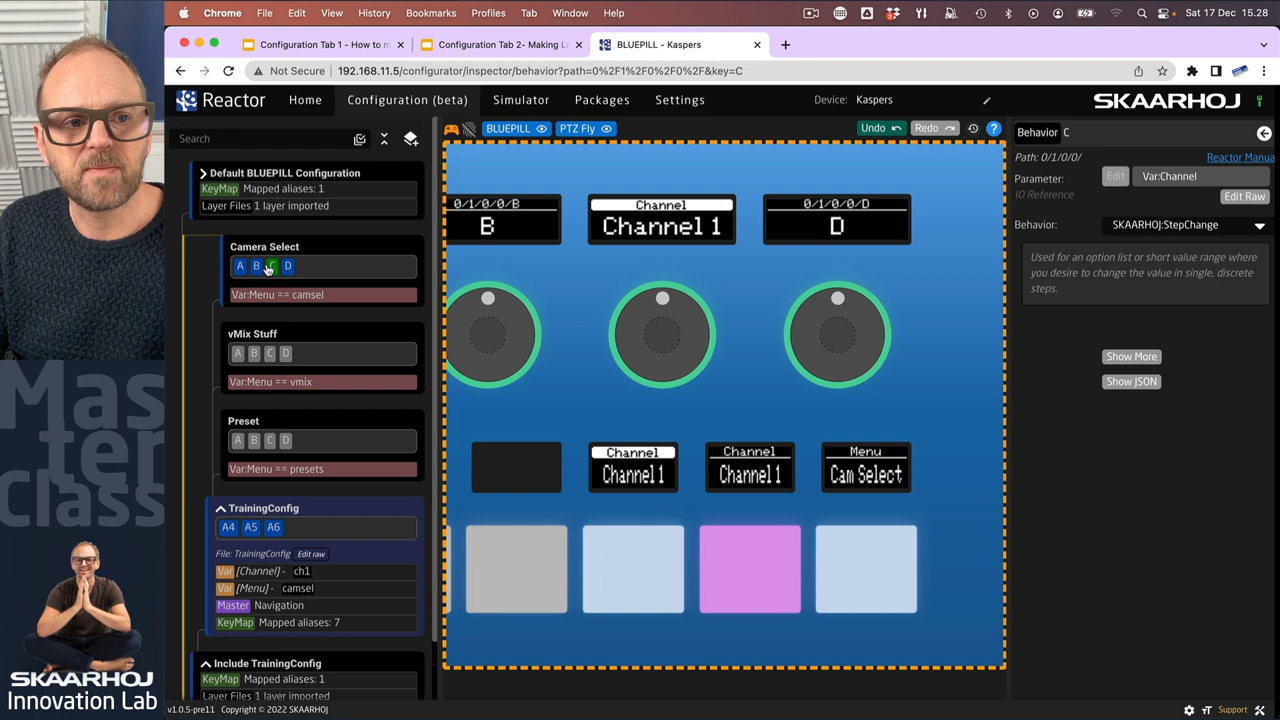 Chrome File Edit View History Bookmarks Profiles Tab Window Help Sat 17 Dec 15.28
Configuration Tab 1 - How to m
Configuration Tab 2- Making L
BLUEPILL - Kaspers
Not Secure 192.168.11.5/configurator/inspector/behavior?path=0%2F1%2F0%2F0%2F&key=C
Reactor Home Configuration (beta) Simulator Packages Settings Device: Kaspers SKAARHOJ
Search
BLUEPILL PTZ Fly Undo Redo ?
Default BLUEPILL Configuration
KeyMap Mapped aliases: 1
Layer Files 1 layer imported
Camera Select
A B C D
Var:Menu == camsel
vMix Stuff
A B C D
Var:Menu == vmix
Preset
A B C D
Var:Menu == presets
TrainingConfig
A4 A5 A6
File: TrainingConfig Edit raw
Var [Channel] - ch1
Var [Menu] - camsel
Master Navigation
KeyMap Mapped aliases: 7
Include TrainingConfig
KeyMap Mapped aliases: 1
Layer Files 1 layer imported
0/1/0/0/B
B
Channel
Channel 1
0/1/0/0/D
D
Channel
Channel 1
Channel
Channel 1
Menu
Cam Select
Behavior C
Path: 0/1/0/0/ Reactor Manua
Parameter: Edit Var:Channel
IO Reference Edit Raw
Behavior: SKAARHOJ:StepChange
Used for an option list or short value range where
you desire to change the value in single, discrete
steps.
Show More
Show JSON
Mas
ter
Class
SKAARHOJ
Innovation Lab
v1.0.5-pre11 Copyright © 2022 SKAARHOJ
Support